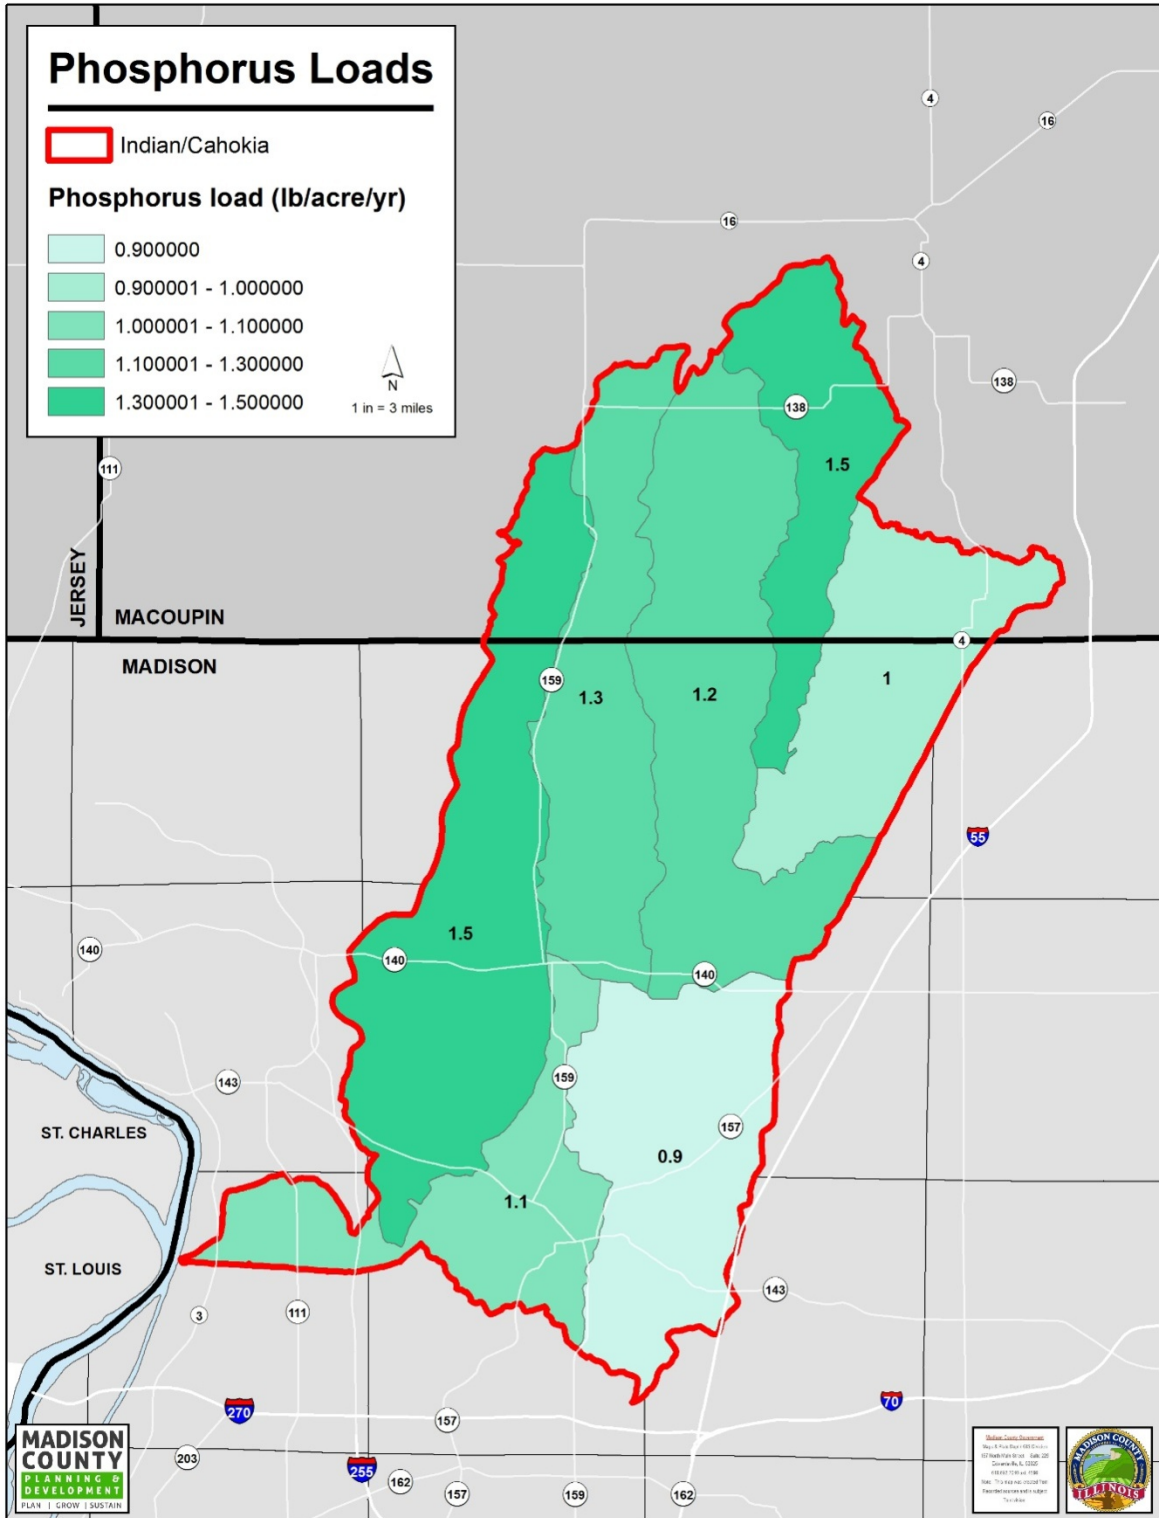 Phosphorus Loads
Indian/Cahokia
Phosphorus load (lb/acre/yr)
0.900000
0.900001 - 1.000000
1.000001 - 1.100000
1.100001 - 1.300000
1.300001 - 1.500000
N
1 in = 3 miles
4
16
16
4
138
138
111
1.5
JERSEY
MACOUPIN
MADISON
4
159
1.3
1.2
1
55
1.5
140
140
140
143
159
ST. CHARLES
157
0.9
1.1
ST. LOUIS
143
3
111
270
70
157
203
255
162
157
159
162
MADISON
COUNTY
PLANNING &
DEVELOPMENT
PLAN | GROW | SUSTAIN
Madison County Development
MADISON COUNTY
ILLINOIS